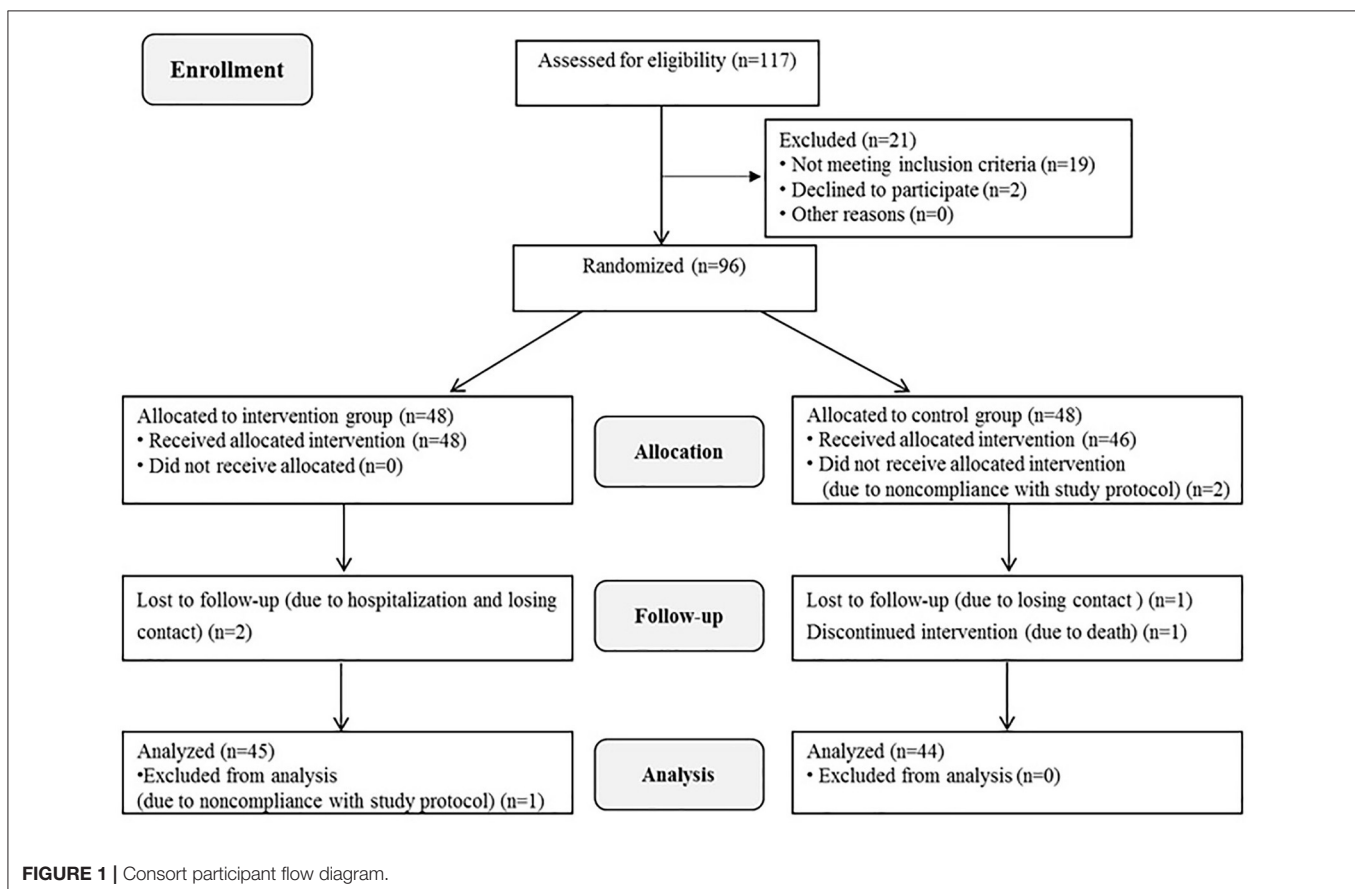 Enrollment
Assessed for eligibility (n=117)
Excluded (n=21)
• Not meeting inclusion criteria (n=19)
• Declined to participate (n=2)
• Other reasons (n=0)
Randomized (n=96)
Allocated to intervention group (n=48)
• Received allocated intervention (n=48)
• Did not receive allocated (n=0)
Allocation
Allocated to control group (n=48)
• Received allocated intervention (n=46)
• Did not receive allocated intervention
(due to noncompliance with study protocol) (n=2)
Lost to follow-up (due to hospitalization and losing
contact) (n=2)
Follow-up
Lost to follow-up (due to losing contact ) (n=1)
Discontinued intervention (due to death) (n=1)
Analyzed (n=45)
•Excluded from analysis
(due to noncompliance with study protocol) (n=1)
Analysis
Analyzed (n=44)
• Excluded from analysis (n=0)
FIGURE 1 | Consort participant flow diagram.